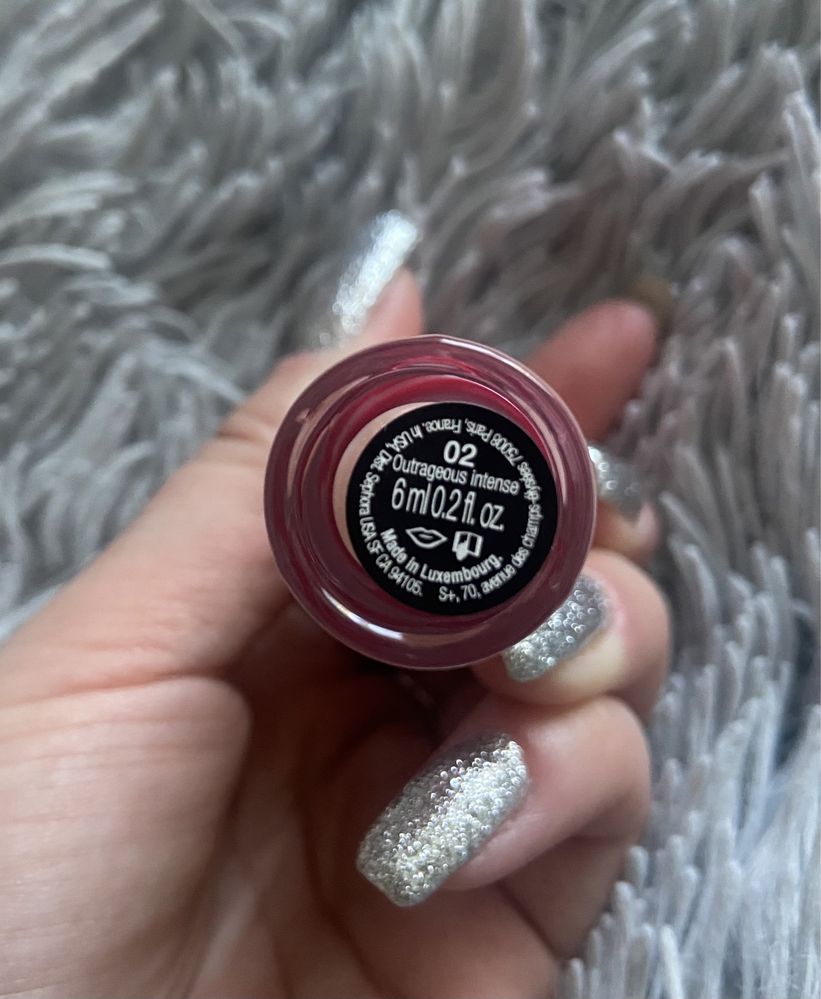 02
Outrageous intense
6 ml 0.2 fl. oz.
Made in Luxembourg.
S+, 70, avenue des champs élysées 75008 Paris, France. In USA, Dist. Sephora USA SF CA 94105.